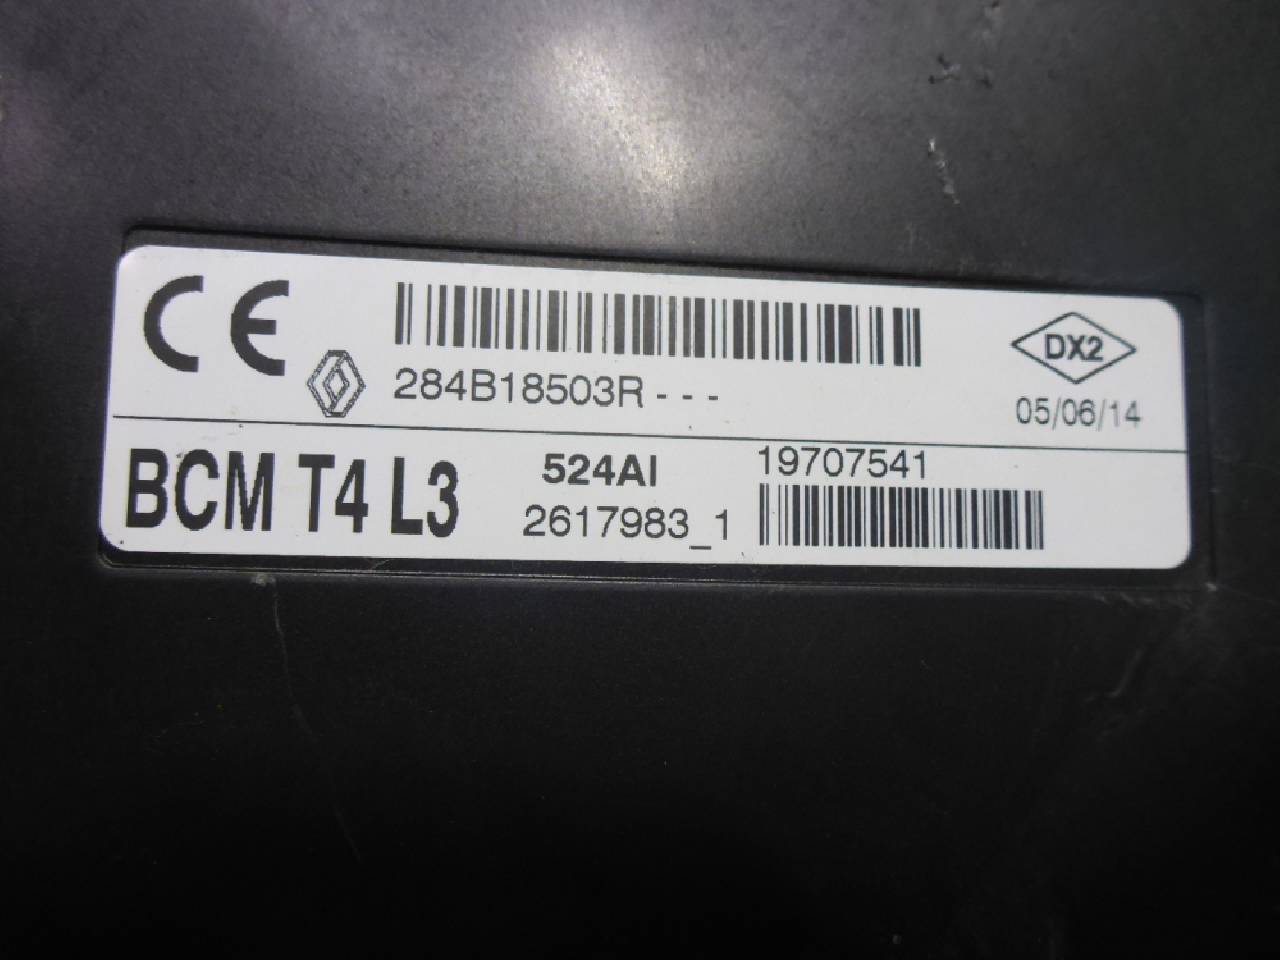 CE
284B18503R---
DX2
05/06/14
BCM T4 L3
524AI
2617983_1
19707541